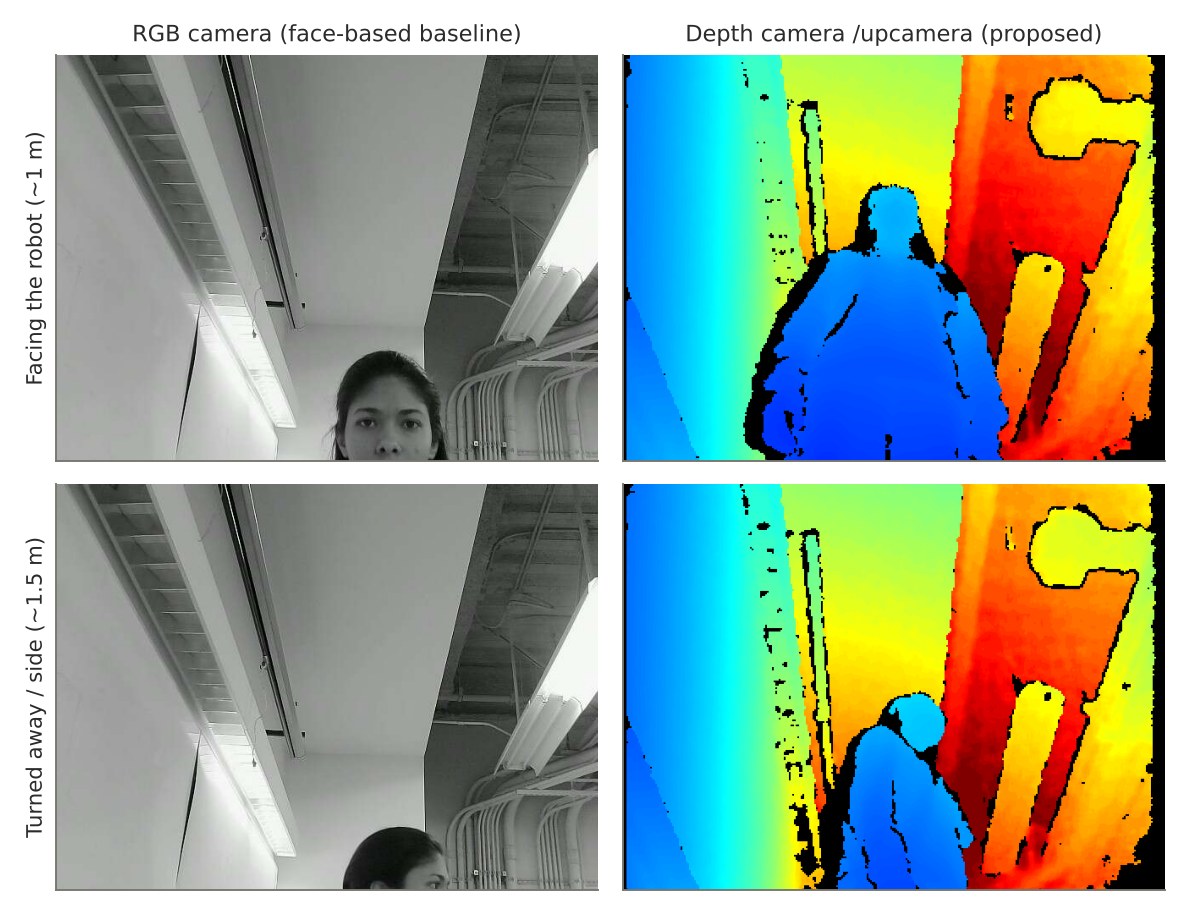 RGB camera (face-based baseline)
Depth camera /upcamera (proposed)
Facing the robot (~1 m)
Turned away / side (~1.5 m)